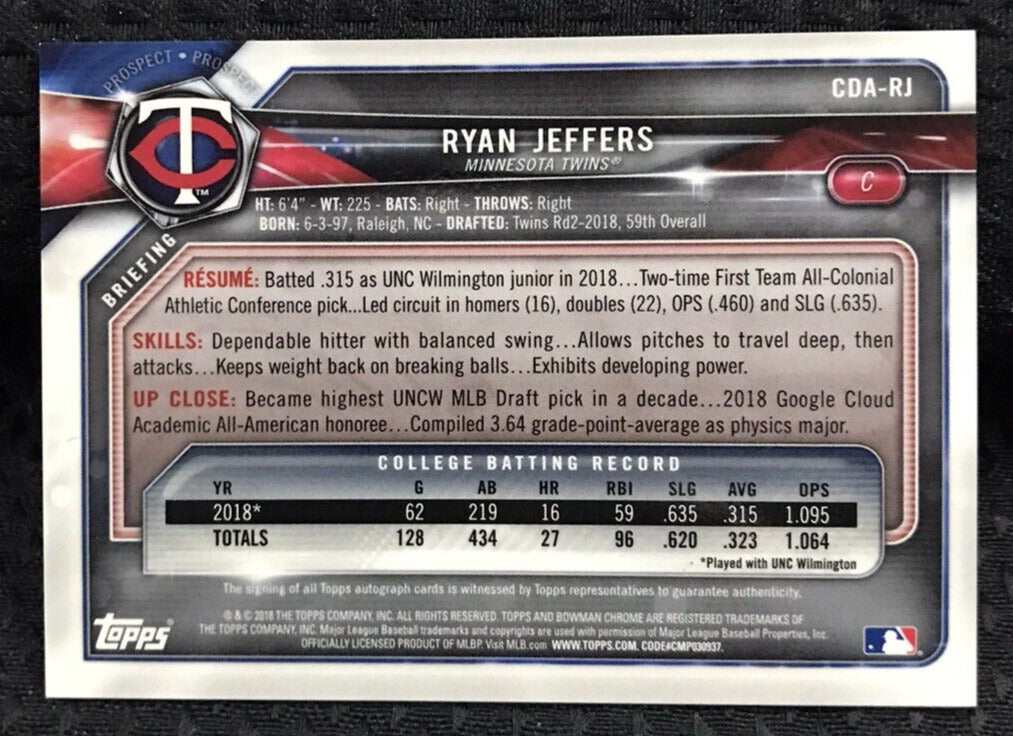 PROSPECT • PROSPECT
CDA-RJ
TC
TM
RYAN JEFFERS
MINNESOTA TWINS®
C
HT: 6'4" - WT: 225 - BATS: Right - THROWS: Right
BORN: 6-3-97, Raleigh, NC - DRAFTED: Twins Rd2-2018, 59th Overall
BRIEFING
RÉSUMÉ: Batted .315 as UNC Wilmington junior in 2018...Two-time First Team All-Colonial
Athletic Conference pick...Led circuit in homers (16), doubles (22), OPS (.460) and SLG (.635).
SKILLS: Dependable hitter with balanced swing...Allows pitches to travel deep, then
attacks...Keeps weight back on breaking balls...Exhibits developing power.
UP CLOSE: Became highest UNCW MLB Draft pick in a decade...2018 Google Cloud
Academic All-American honoree...Compiled 3.64 grade-point-average as physics major.
COLLEGE BATTING RECORD
YR G AB HR RBI SLG AVG OPS
2018* 62 219 16 59 .635 .315 1.095
TOTALS 128 434 27 96 .620 .323 1.064
*Played with UNC Wilmington
The signing of all Topps autograph cards is witnessed by Topps representatives to guarantee authenticity.
® & © 2018 THE TOPPS COMPANY, INC. ALL RIGHTS RESERVED. TOPPS AND BOWMAN CHROME ARE REGISTERED TRADEMARKS OF
THE TOPPS COMPANY, INC. Major League Baseball trademarks and copyrights are used with permission of Major League Baseball Properties, Inc.
OFFICIALLY LICENSED PRODUCT OF MLBP. Visit MLB.com WWW.TOPPS.COM. CODE#CMP030937.
topps